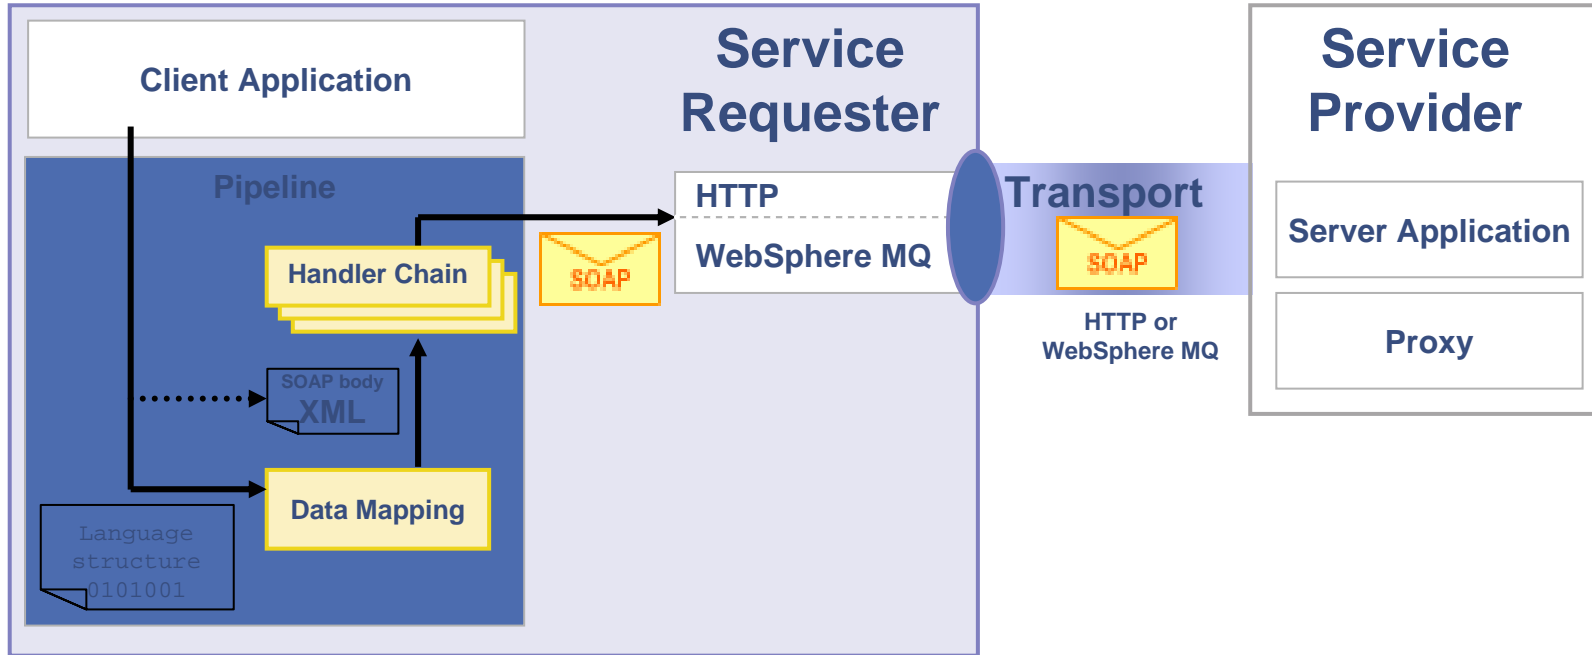 Client Application
Service
Requester
Pipeline
Handler Chain
SOAP body
XML
Data Mapping
Language
structure
0101001
SOAP
HTTP
WebSphere MQ
Transport
SOAP
HTTP or
WebSphere MQ
Service
Provider
Server Application
Proxy